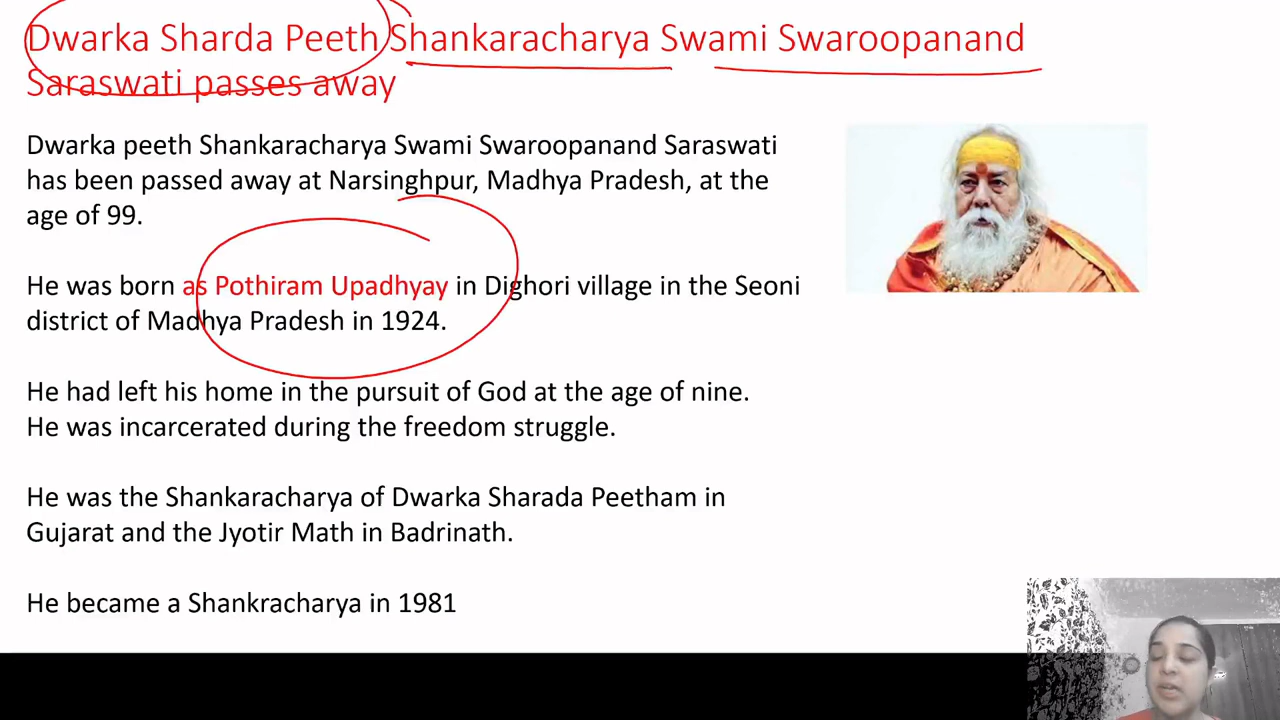 Dwarka Sharda Peeth Shankaracharya Swami Swaroopanand
Saraswati passes away
Dwarka peeth Shankaracharya Swami Swaroopanand Saraswati
has been passed away at Narsinghpur, Madhya Pradesh, at the
age of 99.
He was born as Pothiram Upadhyay in Dighori village in the Seoni
district of Madhya Pradesh in 1924.
He had left his home in the pursuit of God at the age of nine.
He was incarcerated during the freedom struggle.
He was the Shankaracharya of Dwarka Sharada Peetham in
Gujarat and the Jyotir Math in Badrinath.
He became a Shankracharya in 1981